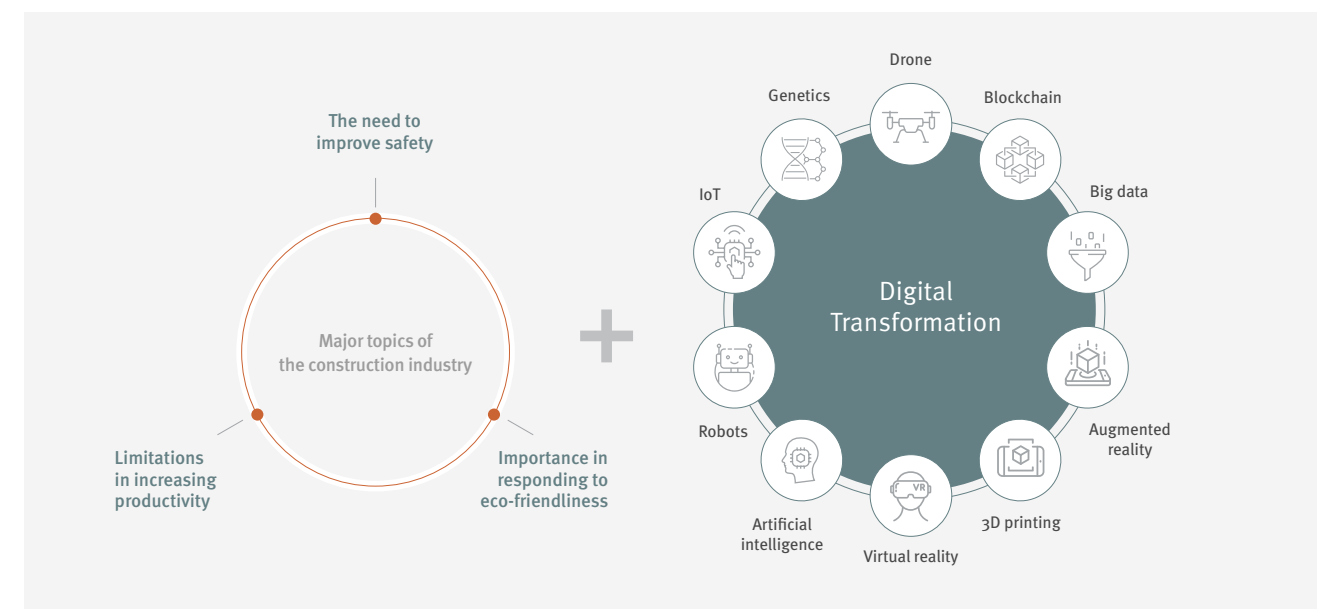 The need to
improve safety
Major topics of
the construction industry
Limitations
in increasing
productivity
Importance in
responding to
eco-friendliness
Digital
Transformation
Drone
Blockchain
Big data
Augmented
reality
3D printing
Virtual reality
VR
Artificial
intelligence
Robots
IoT
Genetics